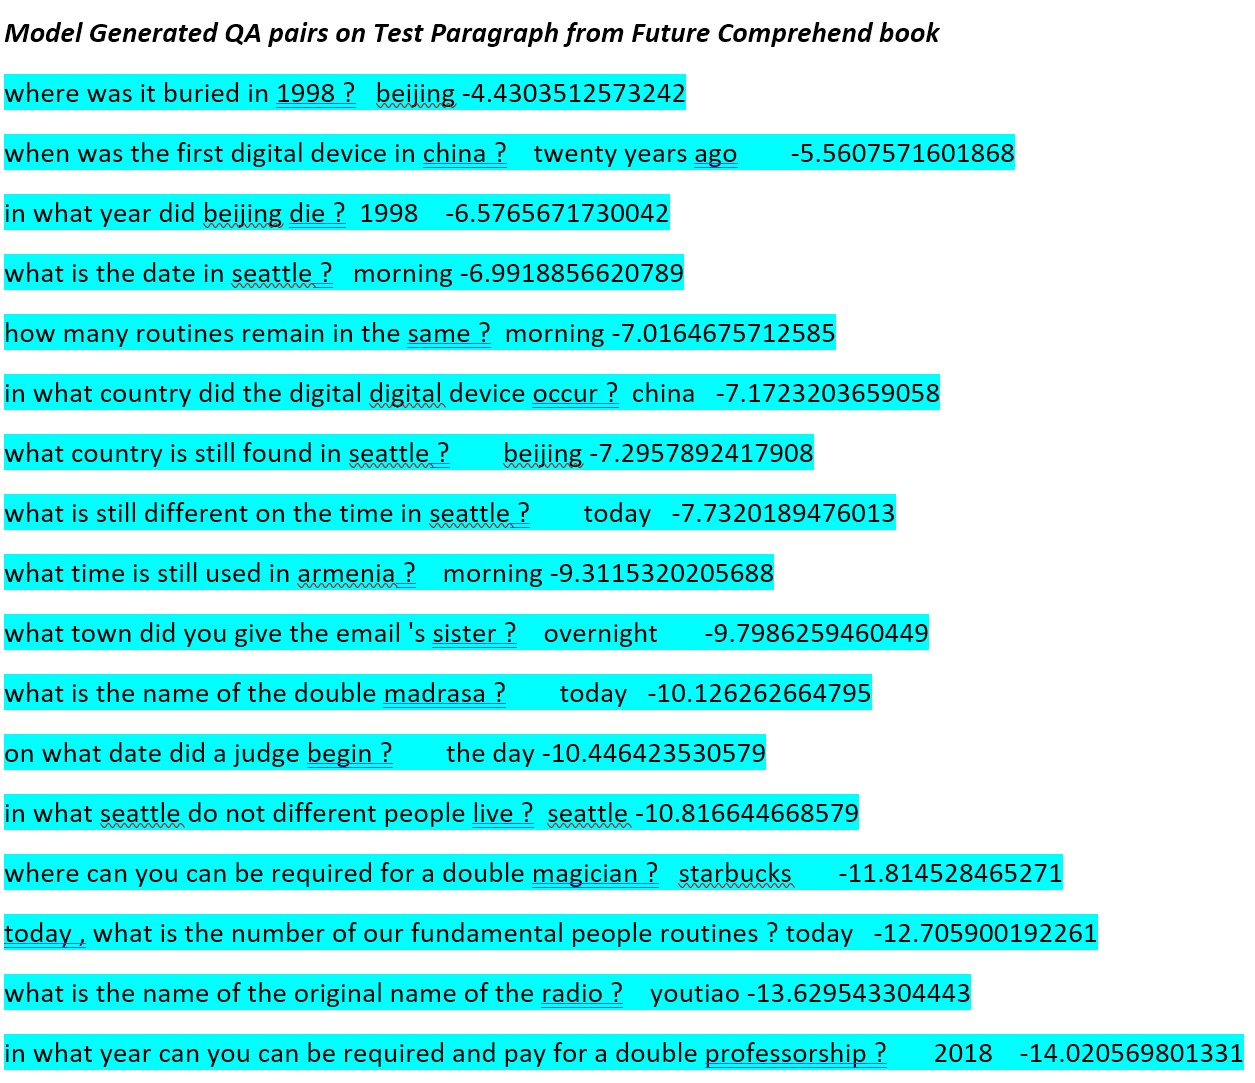 Model Generated QA pairs on Test Paragraph from Future Comprehend book
where was it buried in 1998 ? beijing -4.4303512573242
when was the first digital device in china ? twenty years ago -5.5607571601868
in what year did beijing die ? 1998 -6.5765671730042
what is the date in seattle ? morning -6.9918856620789
how many routines remain in the same ? morning -7.0164675712585
in what country did the digital digital device occur ? china -7.1723203659058
what country is still found in seattle ? beijing -7.2957892417908
what is still different on the time in seattle ? today -7.7320189476013
what time is still used in armenia ? morning -9.3115320205688
what town did you give the email 's sister ? overnight -9.7986259460449
what is the name of the double madrasa ? today -10.126262664795
on what date did a judge begin ? the day -10.446423530579
in what seattle do not different people live ? seattle -10.816644668579
where can you can be required for a double magician ? starbucks -11.814528465271
today , what is the number of our fundamental people routines ? today -12.705900192261
what is the name of the original name of the radio ? youtiao -13.629543304443
in what year can you can be required and pay for a double professorship ? 2018 -14.020569801331